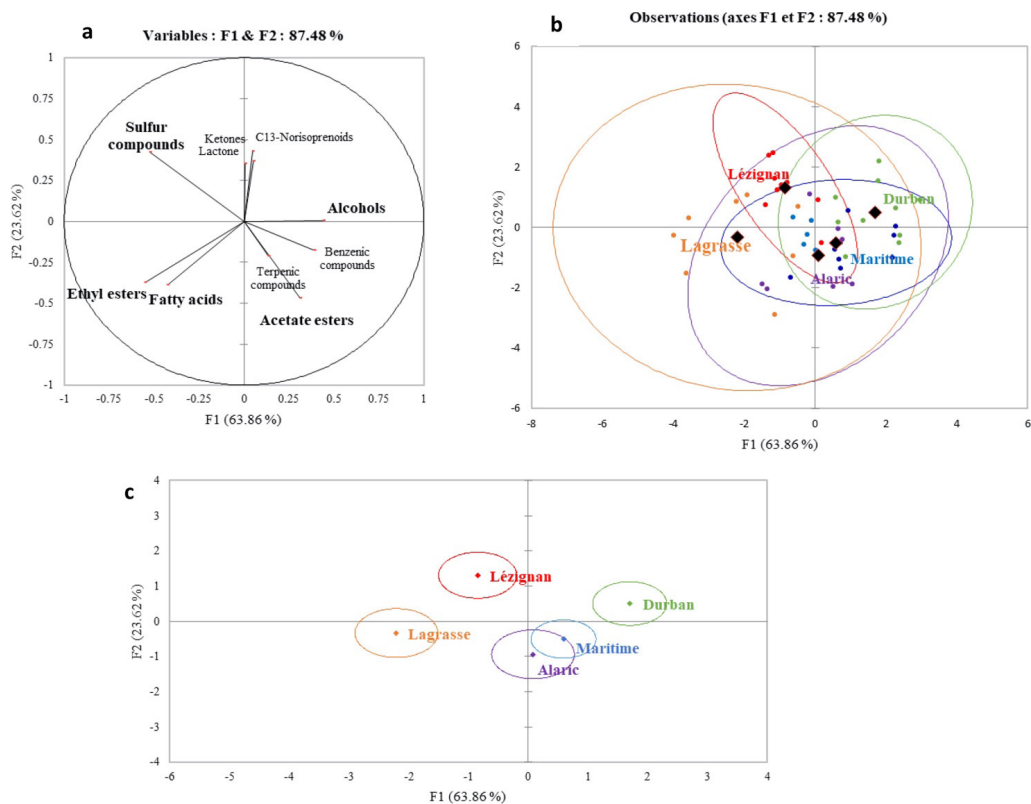 a
Variables : F1 & F2 : 87.48 %
1
0.75
0.5
0.25
0
-0.25
-0.5
-0.75
-1
F2 (23.62 %)
Sulfur
compounds
Ketones
Lactone
C13-Norisoprenoids
Alcohols
Benzenic
compounds
Terpenic
compounds
Ethyl esters
Fatty acids
Acetate esters
-1 -0.75 -0.5 -0.25 0 0.25 0.5 0.75 1
F1 (63.86 %)
b
Observations (axes F1 et F2 : 87.48 %)
6
4
2
0
-2
-4
-6
F2 (23.62 %)
Lézignan
Durban
Lagrasse
Maritime
Alaric
-8 -6 -4 -2 0 2 4 6
F1 (63.86 %)
c
4
3
2
1
0
-1
-2
-3
-4
F2 (23.62 %)
Lézignan
Durban
Lagrasse
Maritime
Alaric
-6 -5 -4 -3 -2 -1 0 1 2 3 4
F1 (63.86 %)